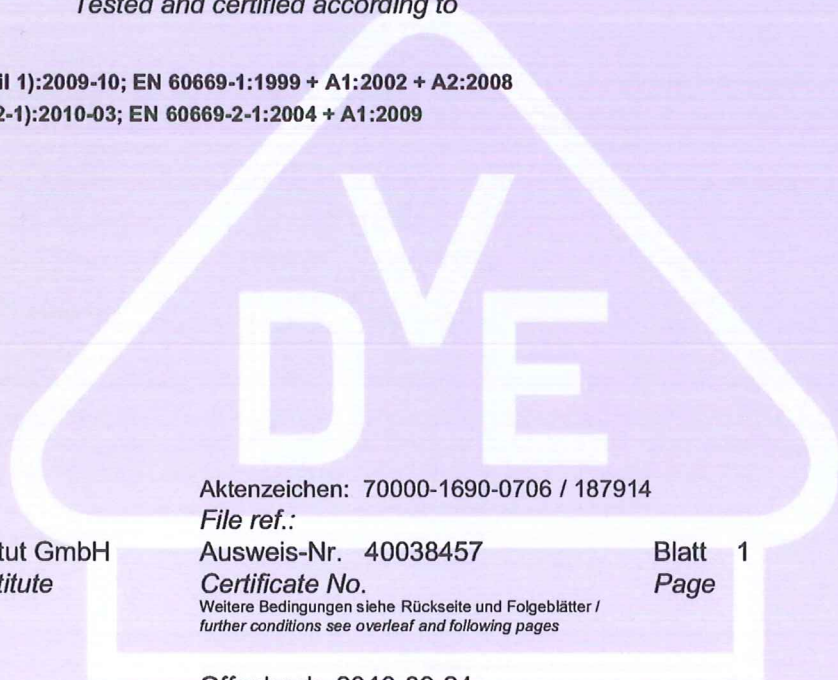 Tested and certified according to
il 1):2009-10; EN 60669-1:1999 + A1:2002 + A2:2008
2-1):2010-03; EN 60669-2-1:2004 + A1:2009
V
D E
Aktenzeichen: 70000-1690-0706 / 187914
File ref.:
tut GmbH Ausweis-Nr. 40038457 Blatt 1
titute Certificate No. Page
Weitere Bedingungen siehe Rückseite und Folgeblätter /
further conditions see overleaf and following pages